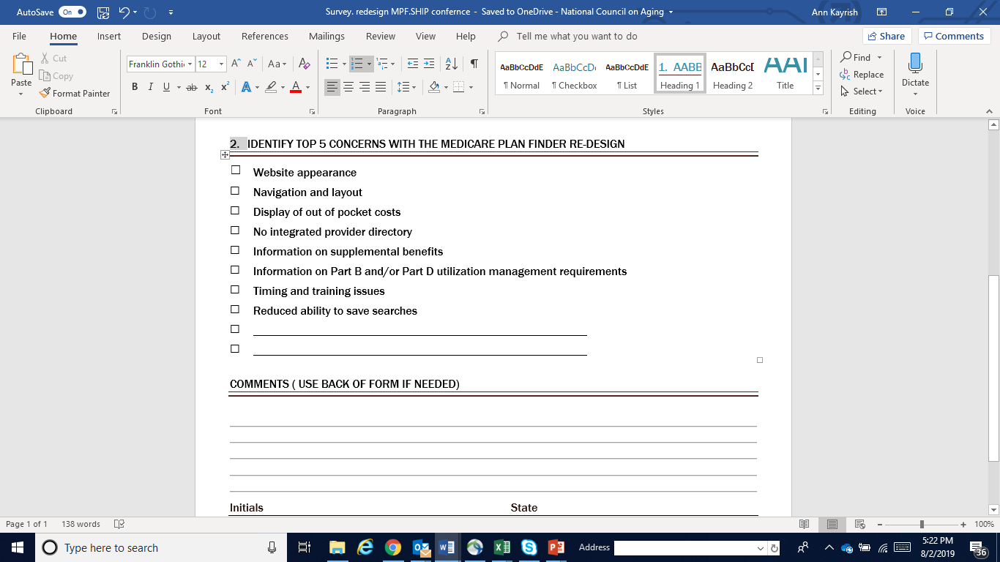 AutoSave On Survey. redesign MPF.SHIP confernce - Saved to OneDrive - National Council on Aging Ann Kayrish
File Home Insert Design Layout References Mailings Review View Help Tell me what you want to do Share Comments
Paste
Cut
Copy
Format Painter
Clipboard
Franklin Gothi 12
B I U ab x₂ x² A A
Font
Paragraph
AaBbCcDdE AaBbCcD AaBbCcDdE 1. AABB AaBbCcD AA
¶ Normal ¶ Checkbox ¶ List Heading 1 Heading 2 Title
Styles
Find
Replace
Select
Editing
Dictate
Voice
2. IDENTIFY TOP 5 CONCERNS WITH THE MEDICARE PLAN FINDER RE-DESIGN
Website appearance
Navigation and layout
Display of out of pocket costs
No integrated provider directory
Information on supplemental benefits
Information on Part B and/or Part D utilization management requirements
Timing and training issues
Reduced ability to save searches
COMMENTS ( USE BACK OF FORM IF NEEDED)
Initials State
Page 1 of 1 138 words 100%
Type here to search Address 5:22 PM
8/2/2019 36